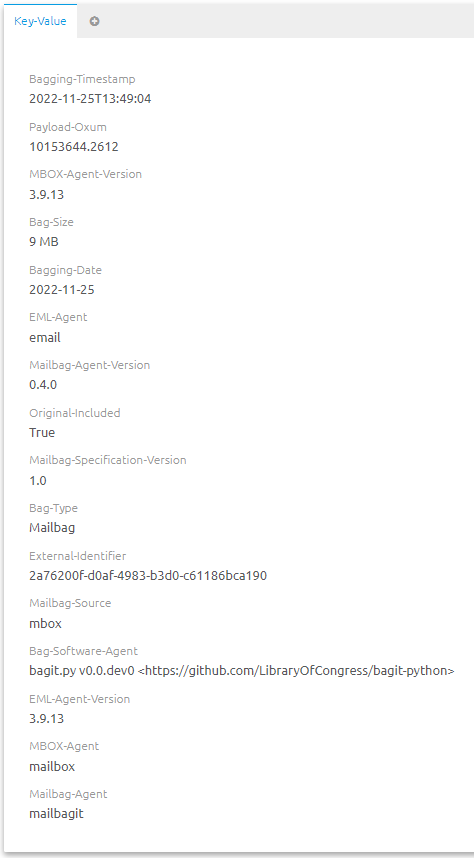 Key-Value
Bagging-Timestamp
2022-11-25T13:49:04
Payload-Oxum
10153644.2612
MBOX-Agent-Version
3.9.13
Bag-Size
9 MB
Bagging-Date
2022-11-25
EML-Agent
email
Mailbag-Agent-Version
0.4.0
Original-Included
True
Mailbag-Specification-Version
1.0
Bag-Type
Mailbag
External-Identifier
2a76200f-d0af-4983-b3d0-c61186bca190
Mailbag-Source
mbox
Bag-Software-Agent
bagit.py v0.0.dev0 <https://github.com/LibraryOfCongress/bagit-python>
EML-Agent-Version
3.9.13
MBOX-Agent
mailbox
Mailbag-Agent
mailbagit